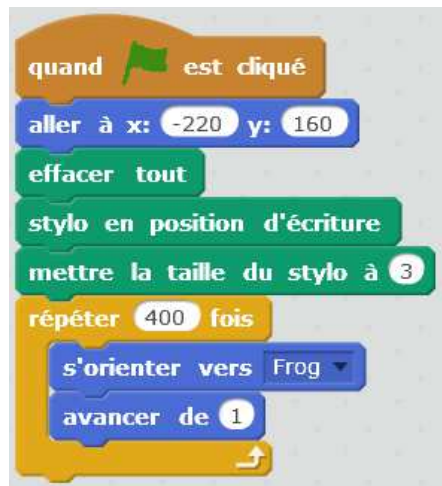 quand est cliqué
aller à x: -220 y: 160
effacer tout
stylo en position d'écriture
mettre la taille du stylo à 3
répéter 400 fois
s'orienter vers Frog
avancer de 1